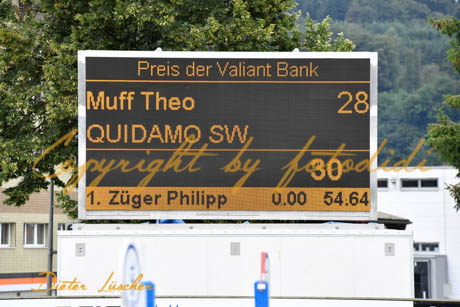 Preis der Valiant Bank
Muff Theo 28
QUIDAMO SW
Copyright by fotodidi
30
1. Züger Philipp 0.00 54.64
Dieter Lüscher